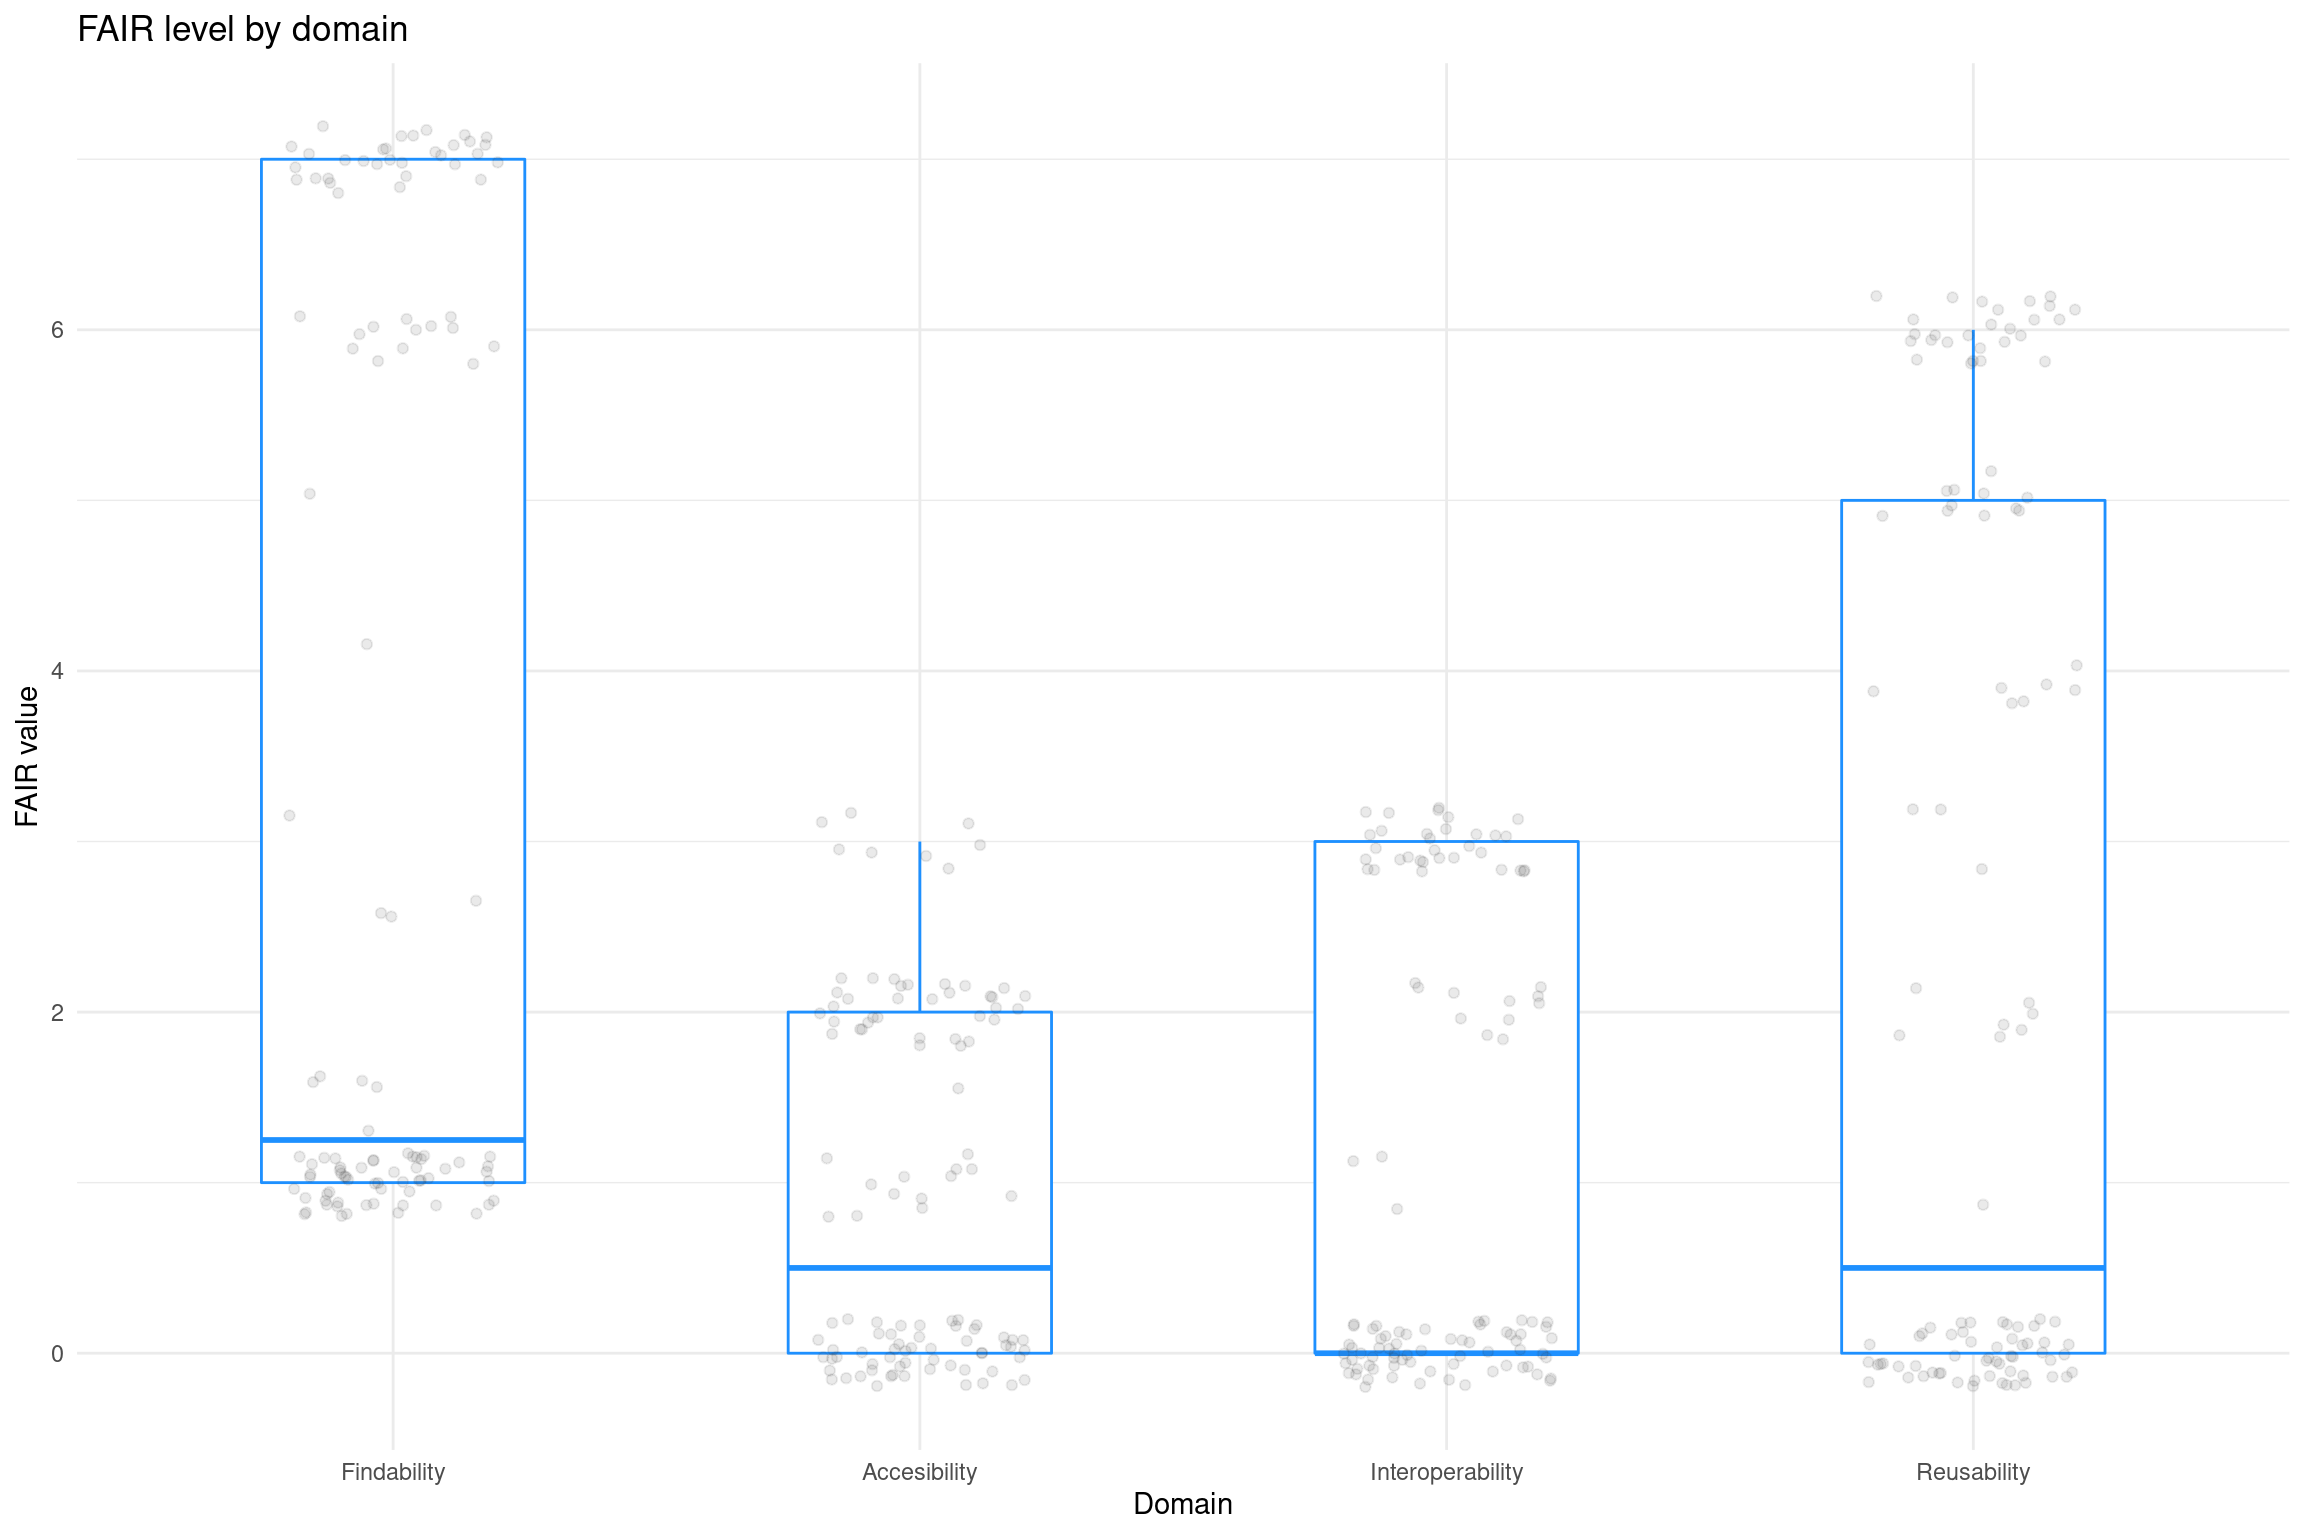 FAIR level by domain
FAIR value
6
4
2
0
Findability
Accesibility
Interoperability
Reusability
Domain